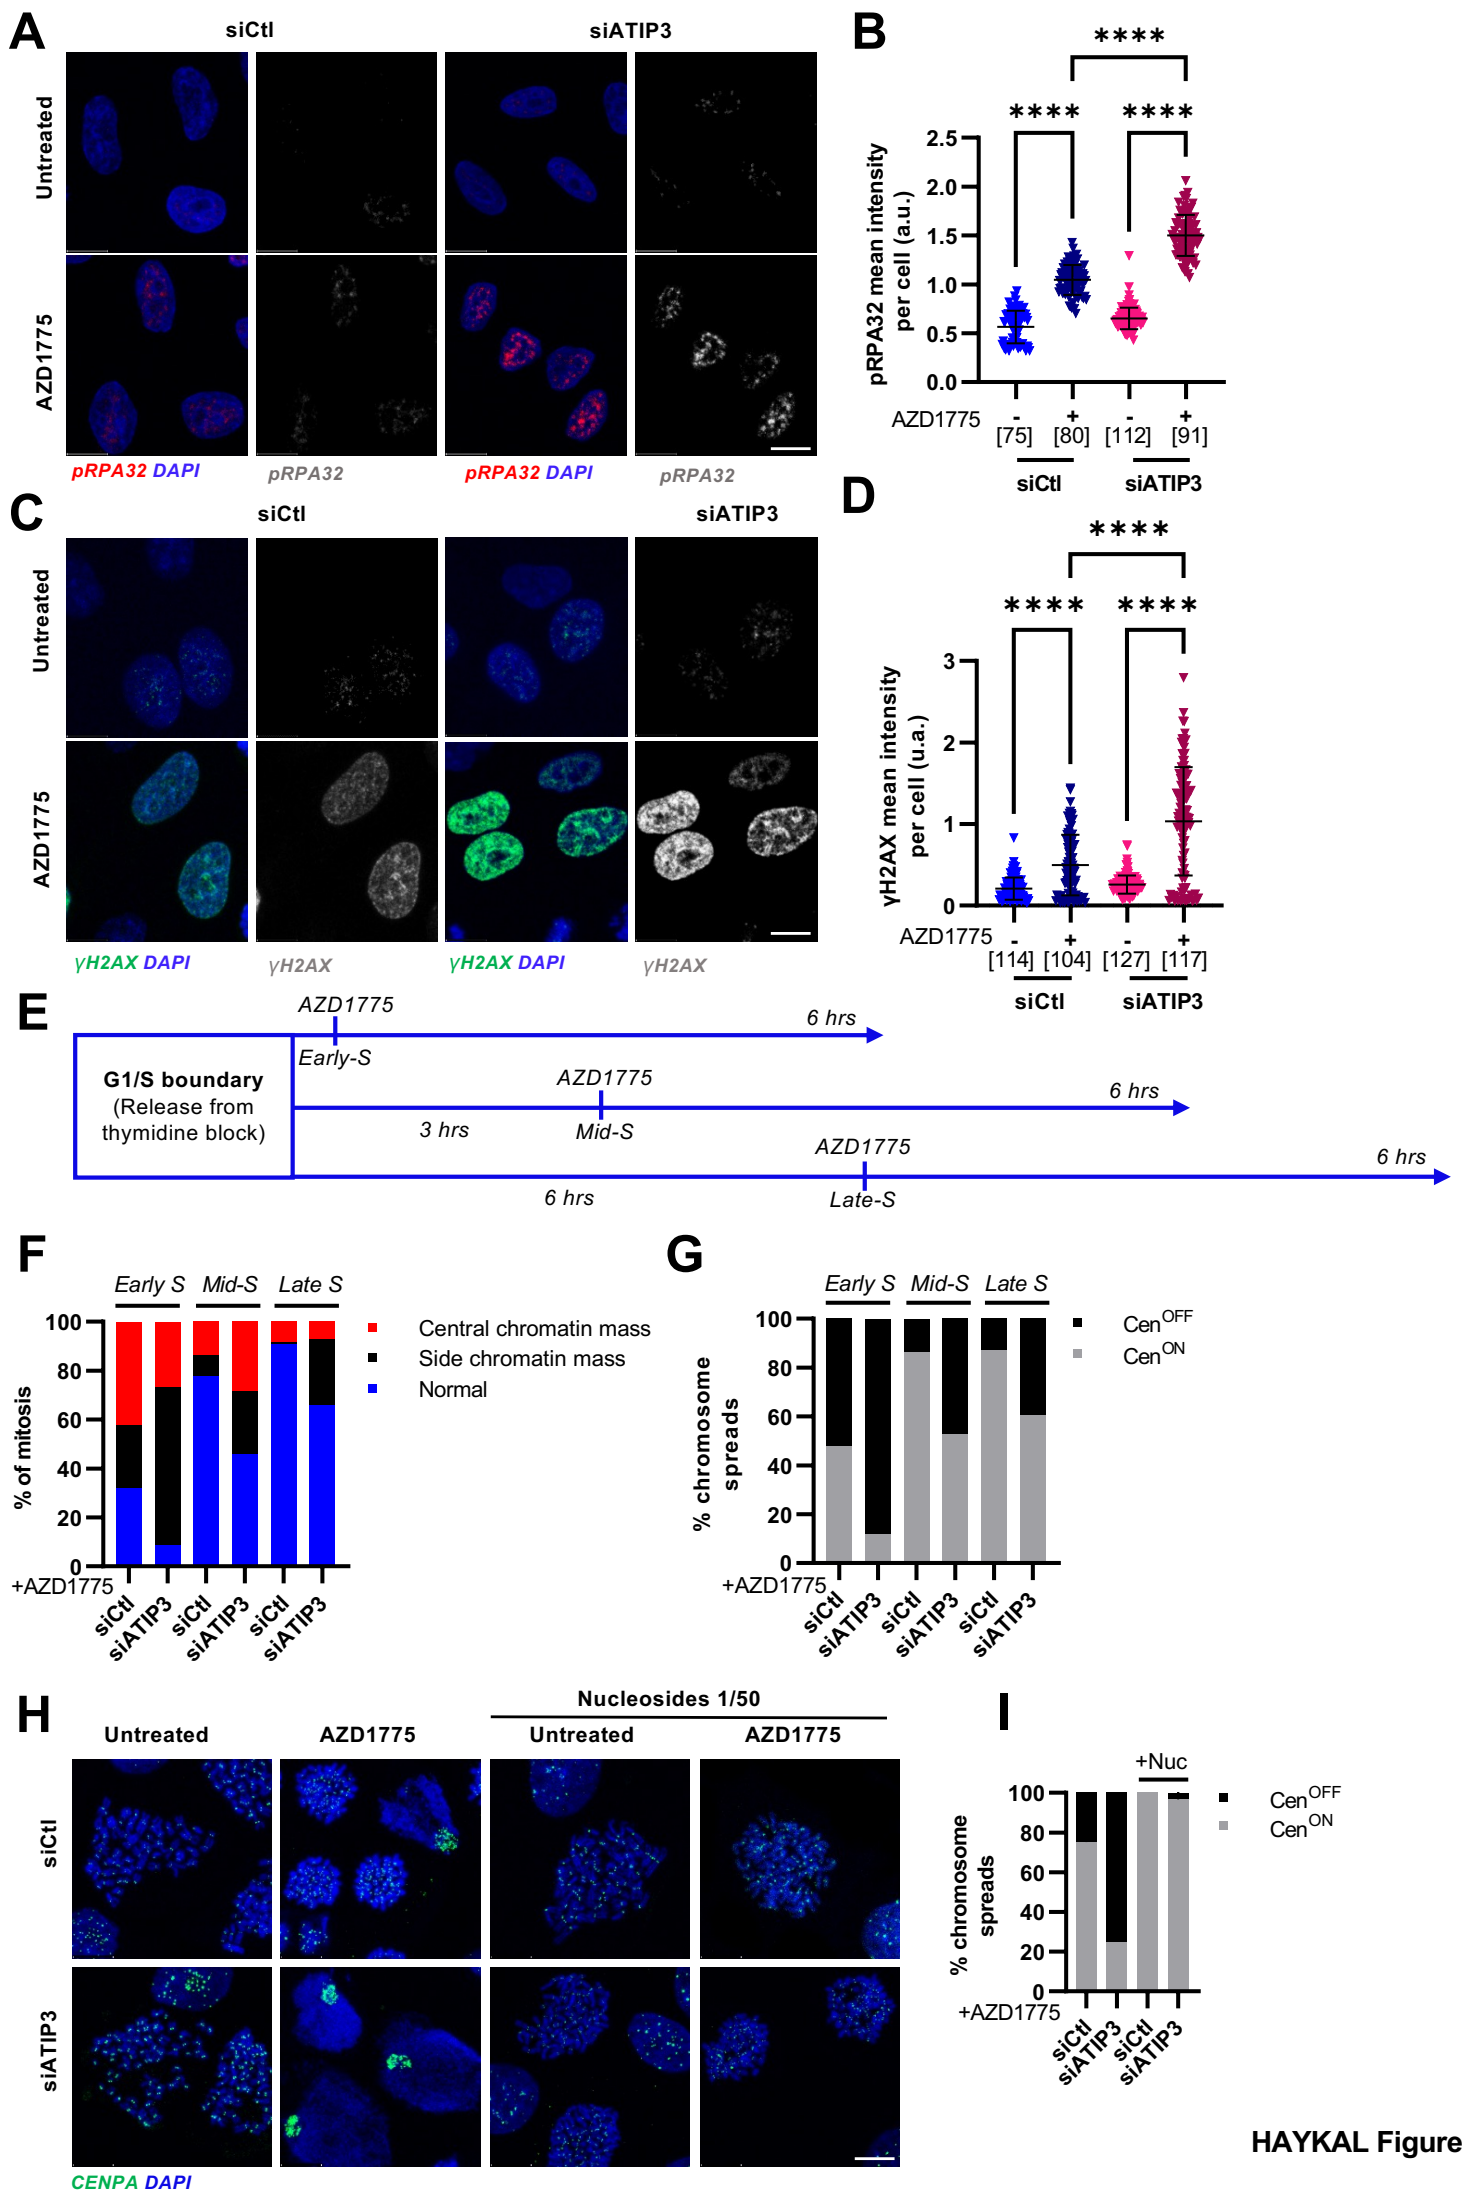 A
siCtl
siATIP3
Untreated
AZD1775
pRPA32 DAPI
pRPA32
pRPA32 DAPI
pRPA32
B
****
****
****
pRPA32 mean intensity
per cell (a.u.)
2.5
2.0
1.5
1.0
0.5
0.0
AZD1775
-
+
-
+
[75]
[80]
[112]
[91]
siCtl
siATIP3
C
siCtl
siATIP3
Untreated
AZD1775
γH2AX DAPI
γH2AX
γH2AX DAPI
γH2AX
D
****
****
****
γH2AX mean intensity
per cell (u.a.)
3
2
1
0
AZD1775
-
+
-
+
[114]
[104]
[127]
[117]
siCtl
siATIP3
E
G1/S boundary
(Release from
thymidine block)
AZD1775
6 hrs
Early-S
AZD1775
6 hrs
3 hrs
Mid-S
AZD1775
6 hrs
6 hrs
Late-S
F
Early S
Mid-S
Late S
% of mitosis
100
80
60
40
20
0
Central chromatin mass
Side chromatin mass
Normal
+AZD1775
siCtl
siATIP3
siCtl
siATIP3
siCtl
siATIP3
G
Early S
Mid-S
Late S
% chromosome
spreads
100
80
60
40
20
0
CenOFF
CenON
+AZD1775
siCtl
siATIP3
siCtl
siATIP3
siCtl
siATIP3
H
Nucleosides 1/50
Untreated
AZD1775
Untreated
AZD1775
siCtl
siATIP3
CENPA DAPI
I
+Nuc
% chromosome
spreads
100
80
60
40
20
0
CenOFF
CenON
+AZD1775
siCtl
siATIP3
siCtl
siATIP3
HAYKAL Figure